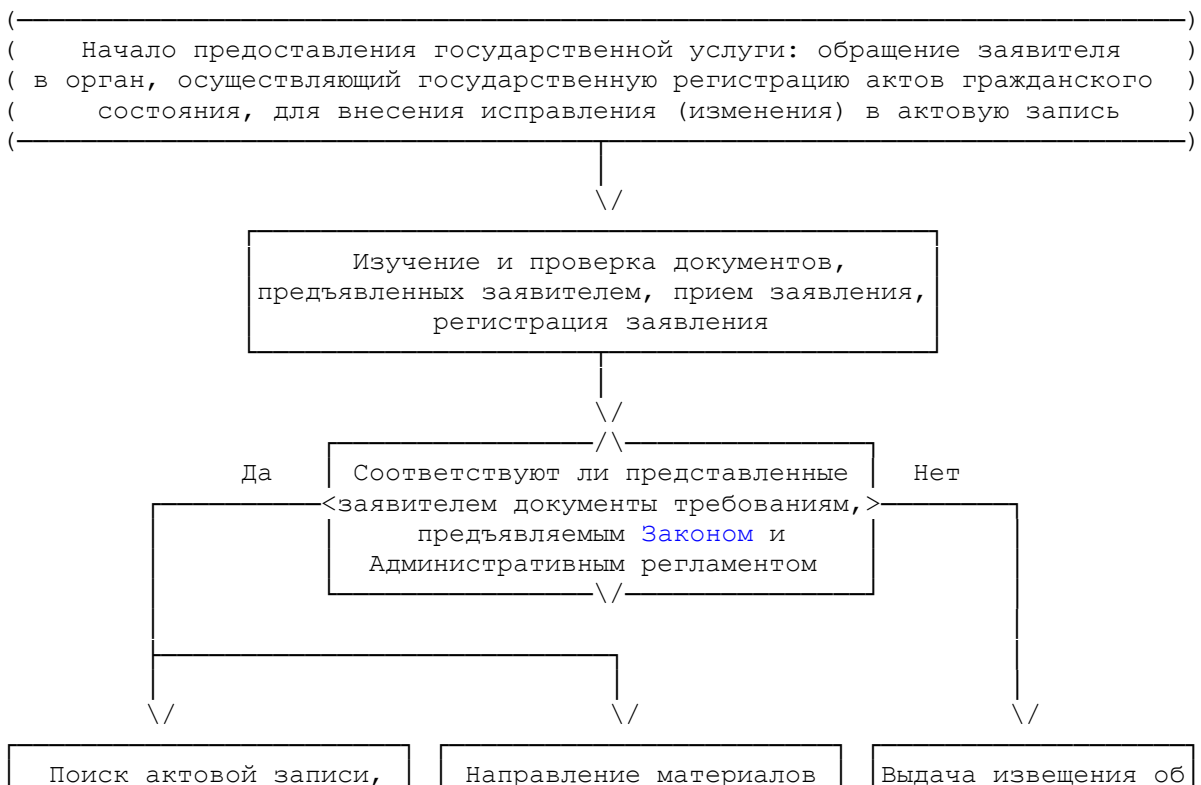 Начало предоставления государственной услуги: обращение заявителя
в орган, осуществляющий государственную регистрацию актов гражданского
состояния, для внесения исправления (изменения) в актовую запись
Изучение и проверка документов,
предъявленных заявителем, прием заявления,
регистрация заявления
Да
Соответствуют ли представленные
Нет
заявителем документы требованиям,
предъявляемым Законом и
Административным регламентом
Поиск актовой записи,
Направление материалов
Выдача извещения об